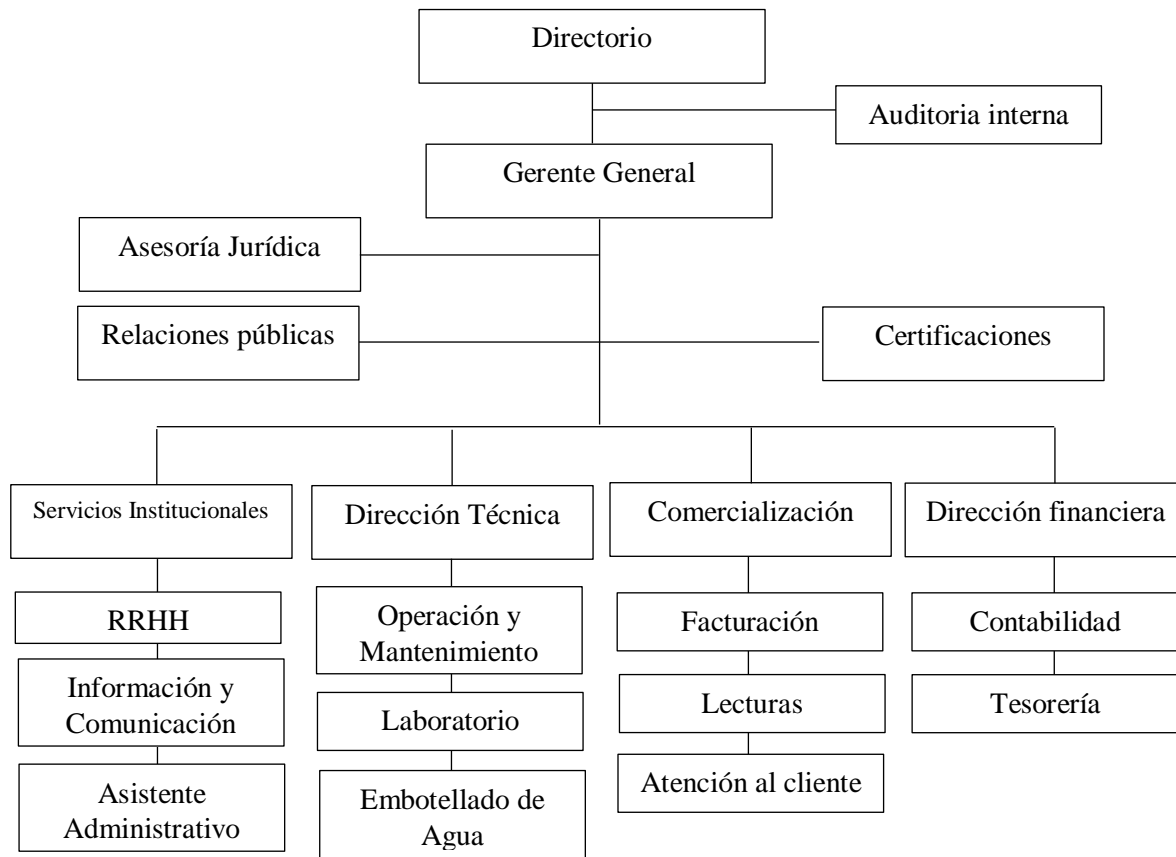 Directorio
Auditoria interna
Gerente General
Asesoría Jurídica
Relaciones públicas
Certificaciones
Servicios Institucionales
Dirección Técnica
Comercialización
Dirección financiera
RRHH
Operación y
Mantenimiento
Facturación
Contabilidad
Información y
Comunicación
Laboratorio
Lecturas
Tesorería
Asistente
Administrativo
Embotellado de
Agua
Atención al cliente